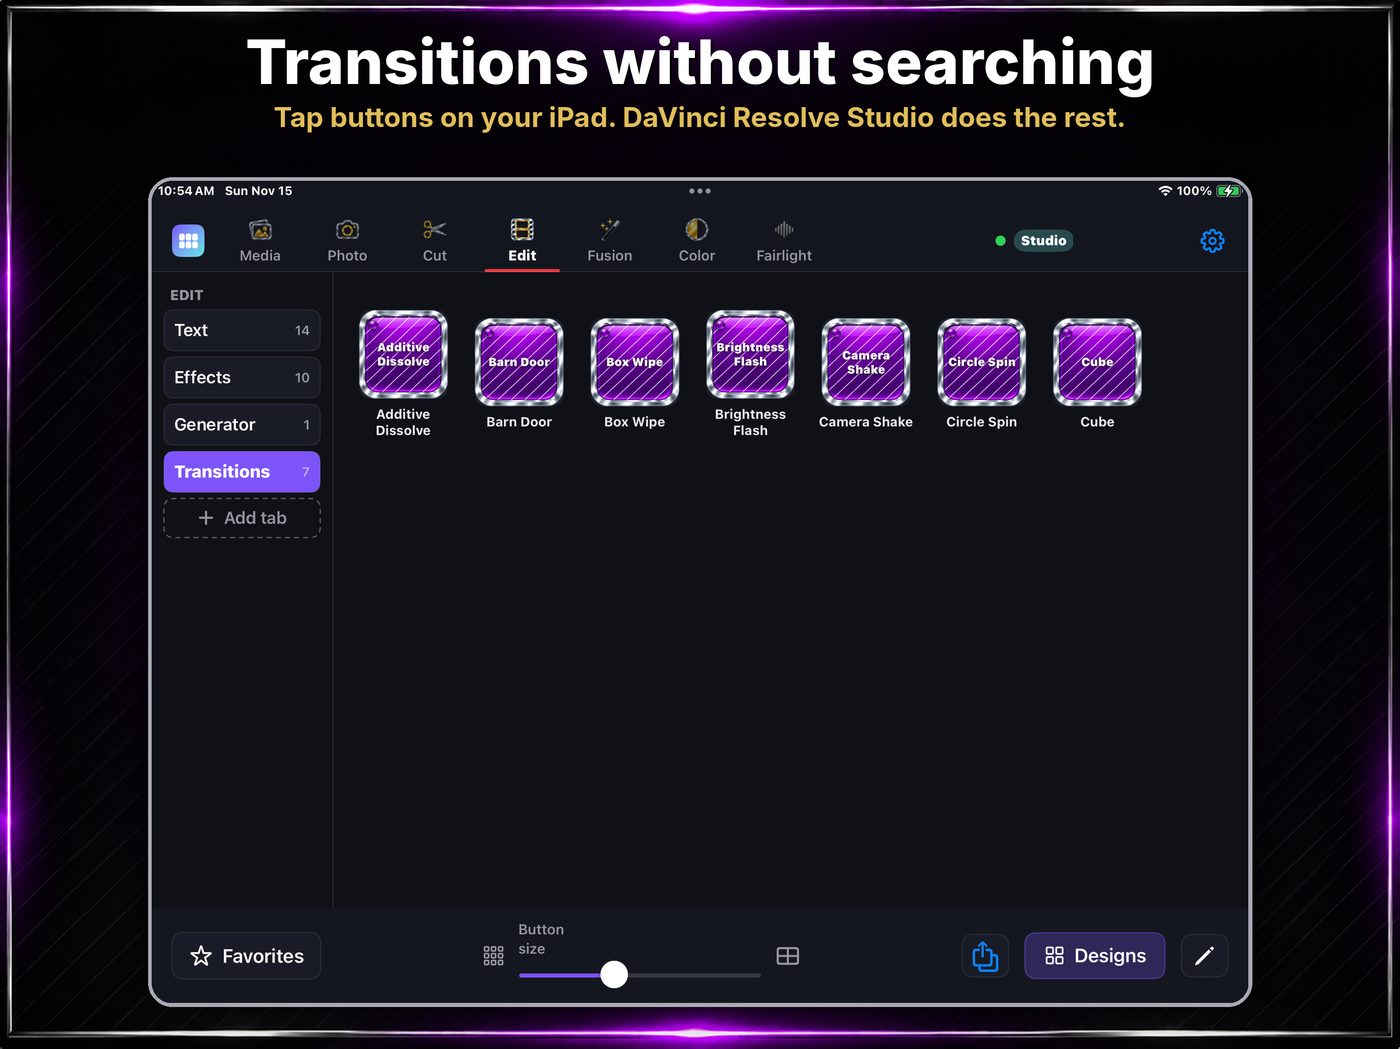 Transitions without searching
Tap buttons on your iPad. DaVinci Resolve Studio does the rest.
10:54 AM Sun Nov 15
100%
Media
Photo
Cut
Edit
Fusion
Color
Fairlight
Studio
EDIT
Text 14
Effects 10
Generator 1
Transitions 7
+ Add tab
Additive
Dissolve
Barn Door
Box Wipe
Brightness
Flash
Camera
Shake
Circle Spin
Cube
Additive
Dissolve
Barn Door
Box Wipe
Brightness
Flash
Camera Shake
Circle Spin
Cube
Favorites
Button
size
Designs